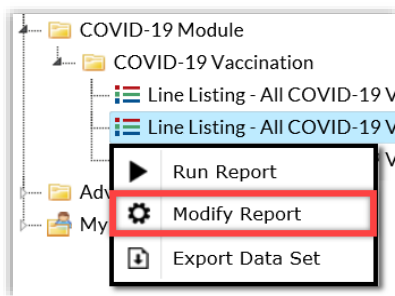 COVID-19 Module
COVID-19 Vaccination
Line Listing - All COVID-19 V
Line Listing - All COVID-19 V
V
Run Report
Adv
My
Modify Report
Export Data Set